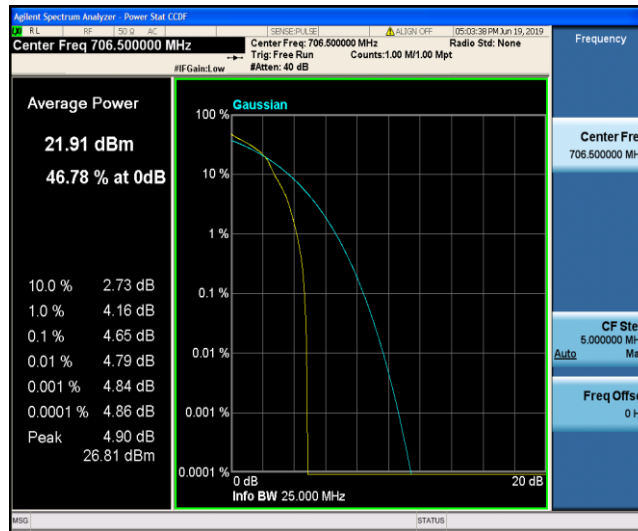 Agilent Spectrum Analyzer - Power Stat CCDF
RL RF 50 Ω AC SENSE:PULSE ALIGN OFF 05:03:38 PM Jun 19, 2019
Center Freq 706.500000 MHz
Center Freq: 706.500000 MHz Radio Std: None
Trig: Free Run Counts:1.00 M/1.00 Mpt
#IFGain:Low #Atten: 40 dB
Frequency
Average Power
21.91 dBm
46.78 % at 0dB
10.0 % 2.73 dB
1.0 % 4.16 dB
0.1 % 4.65 dB
0.01 % 4.79 dB
0.001 % 4.84 dB
0.0001 % 4.86 dB
Peak 4.90 dB
26.81 dBm
Gaussian
100 %
10 %
1 %
0.1 %
0.01 %
0.001 %
0.0001 %
0 dB 20 dB
Info BW 25.000 MHz
Center Fre
706.500000 MH
CF Ste
5.000000 MH
Auto Ma
Freq Offs
0 H
MSG STATUS